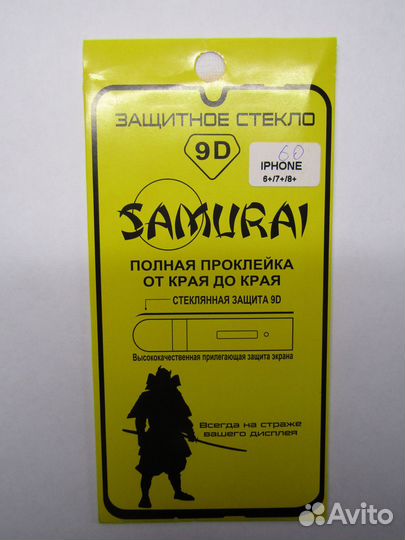 ЗАЩИТНОЕ СТЕКЛО
9D
60
IPHONE
6+/7+/8+
SAMURAI
ПОЛНАЯ ПРОКЛЕЙКА
ОТ КРАЯ ДО КРАЯ
СТЕКЛЯННАЯ ЗАЩИТА 9D
Высококачественная прилегающая защита экрана
Всегда на страже
вашего дисплея
Avito